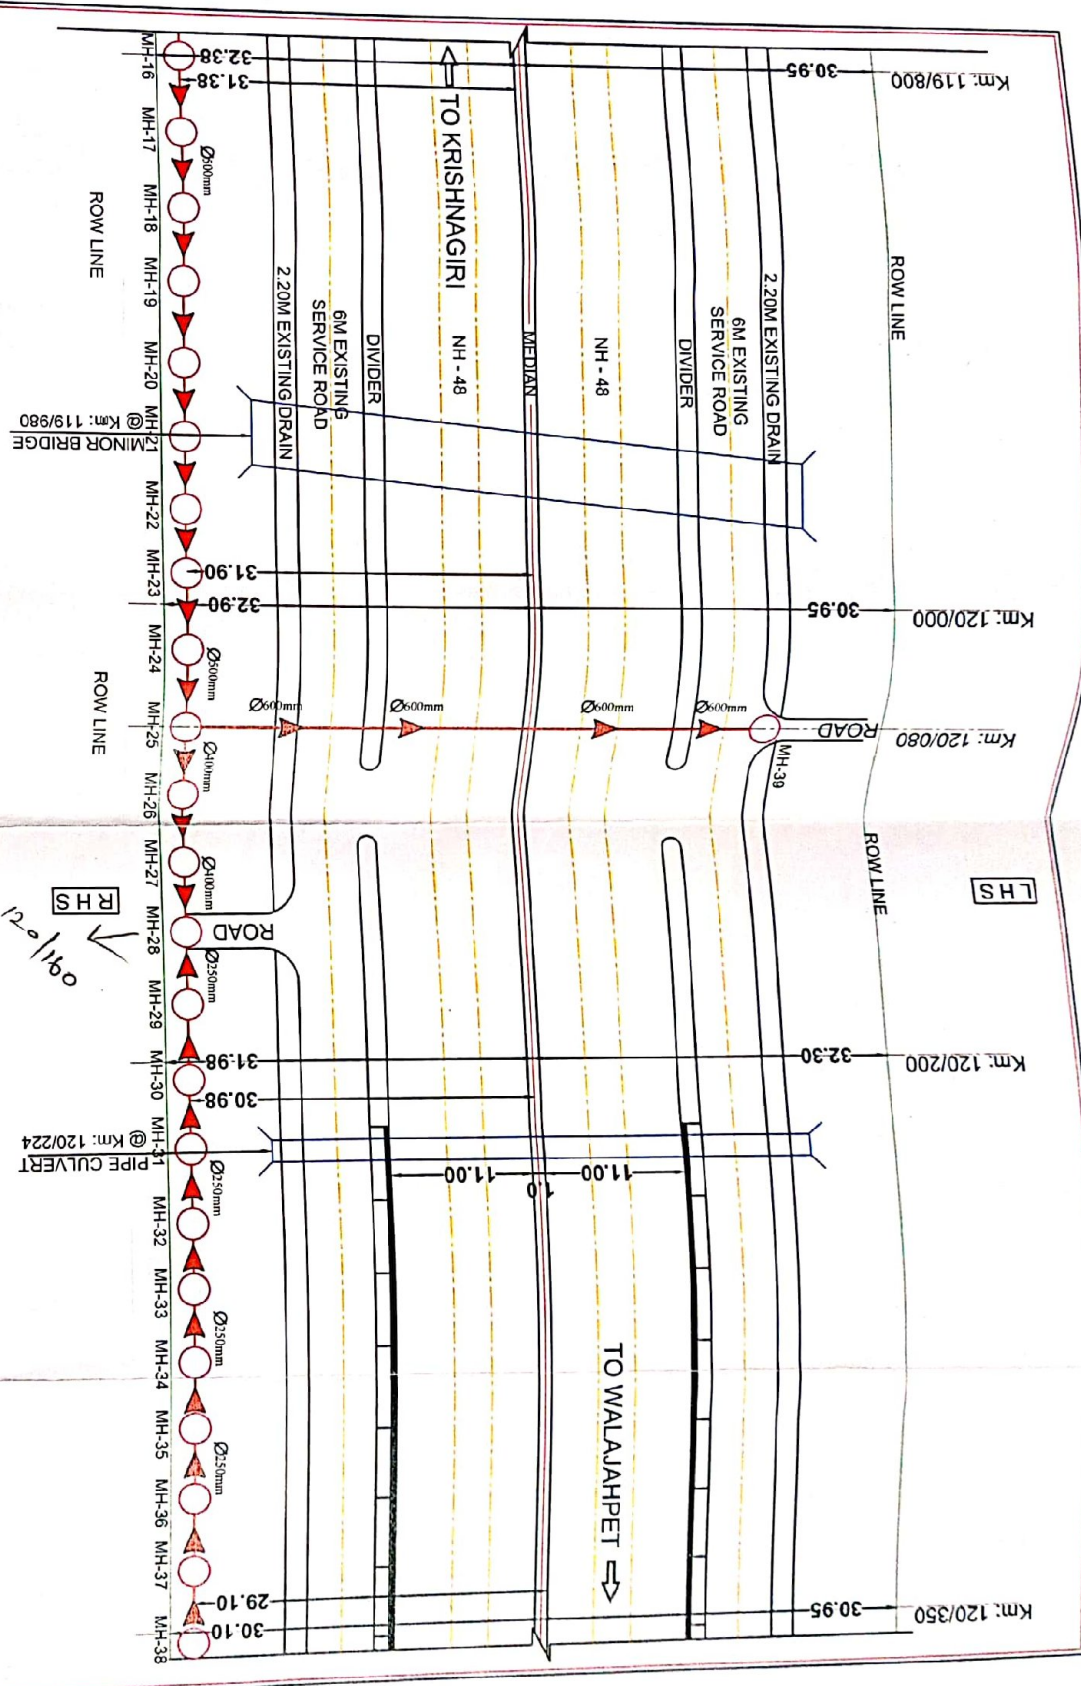 Km: 119/800
30.95
32.38
31.38
MH-16
MH-17
Ø500mm
MH-18
MH-19
MH-20
MH-21
MH-22
MH-23
MH-24
MH-25
MH-26
MH-27
MH-28
MH-29
MH-30
MH-31
MH-32
MH-33
MH-34
MH-35
MH-36
MH-37
MH-38
ROW LINE
ROW LINE
ROW LINE
ROW LINE
TO KRISHNAGIRI
2.20M EXISTING DRAIN
6M EXISTING
SERVICE ROAD
DIVIDER
NH - 48
MEDIAN
NH - 48
DIVIDER
6M EXISTING
SERVICE ROAD
2.20M EXISTING DRAIN
MINOR BRIDGE
@ Km: 119/980
31.90
32.90
30.95
Km: 120/000
Ø500mm
Ø600mm
Ø600mm
Ø600mm
Ø600mm
ROAD
Km: 120/080
MH-39
Ø400mm
Ø400mm
RHS
LHS
120/160
ROAD
Ø250mm
31.98
32.30
Km: 120/200
30.98
PIPE CULVERT
@ Km: 120/224
11.00
1.0
11.00
Ø250mm
Ø250mm
Ø250mm
TO WALAJAHPET
29.10
30.10
30.95
Km: 120/350